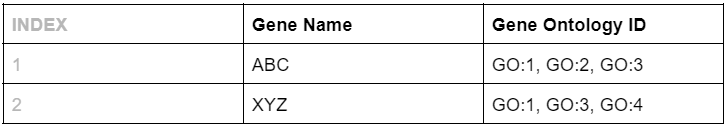 INDEX Gene Name Gene Ontology ID
1 ABC GO:1, GO:2, GO:3
2 XYZ GO:1, GO:3, GO:4